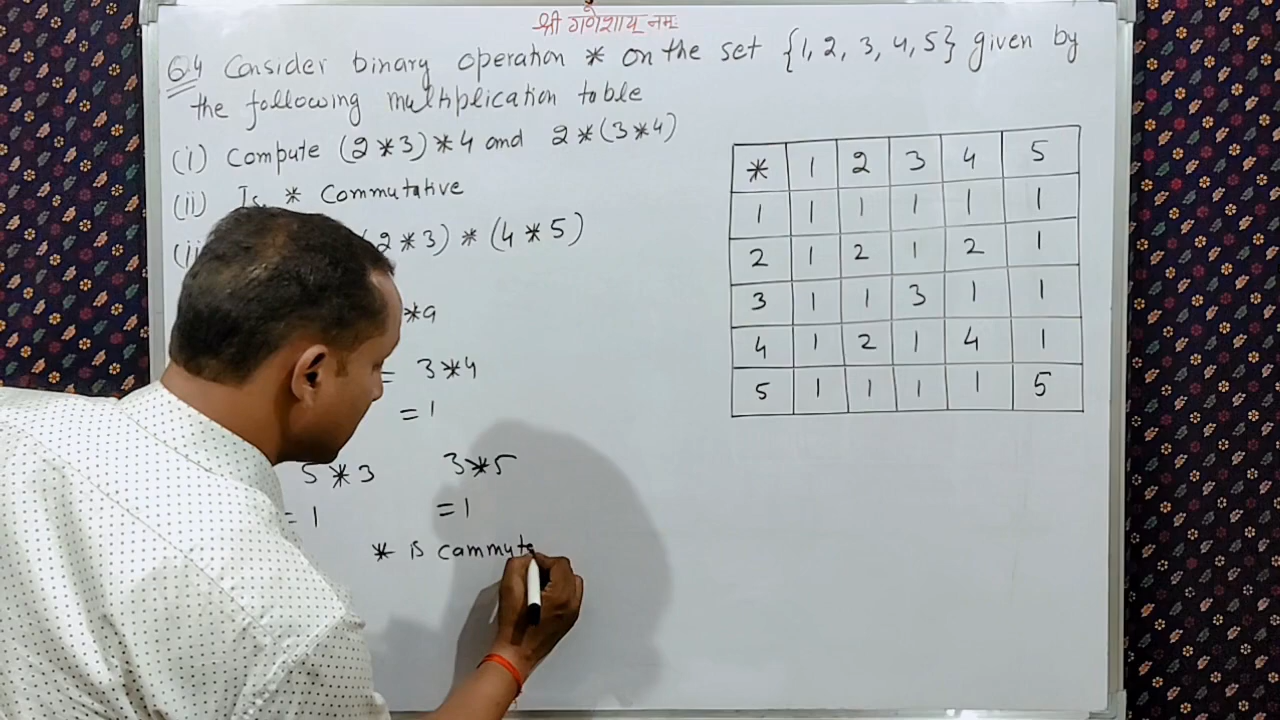 श्री गणेशाय नमः
Q.4 Consider binary operation * on the set {1, 2, 3, 4, 5} given by
the following multiplication table
(i) Compute (2*3)*4 and 2*(3*4)
(ii) Is * Commutative
2*3) * (4*5)
*a
= 3*4
= 1
5*3 3*5
= 1 = 1
* is cammute
* 1 2 3 4 5
1 1 1 1 1 1
2 1 2 1 2 1
3 1 1 3 1 1
4 1 2 1 4 1
5 1 1 1 1 5